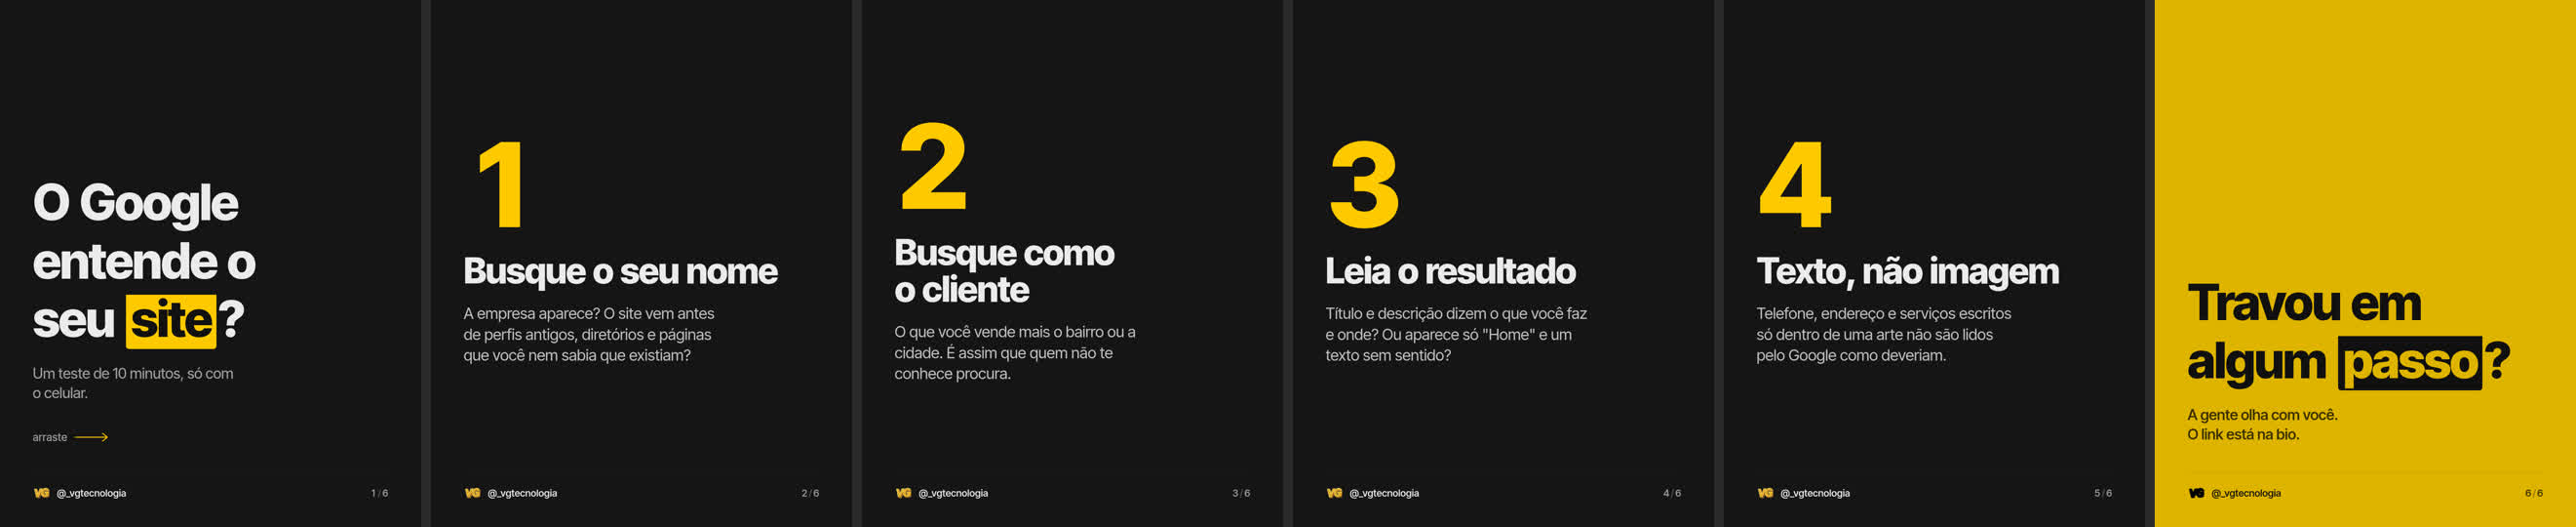 O Google
entende o
seu site?
Um teste de 10 minutos, só com
o celular.
arraste
VG @_vgtecnologia
1/6
1
Busque o seu nome
A empresa aparece? O site vem antes
de perfis antigos, diretórios e páginas
que você nem sabia que existiam?
VG @_vgtecnologia
2/6
2
Busque como
o cliente
O que você vende mais o bairro ou a
cidade. É assim que quem não te
conhece procura.
VG @_vgtecnologia
3/6
3
Leia o resultado
Título e descrição dizem o que você faz
e onde? Ou aparece só "Home" e um
texto sem sentido?
VG @_vgtecnologia
4/6
4
Texto, não imagem
Telefone, endereço e serviços escritos
só dentro de uma arte não são lidos
pelo Google como deveriam.
VG @_vgtecnologia
5/6
Travou em
algum passo?
A gente olha com você.
O link está na bio.
VG @_vgtecnologia
6/6